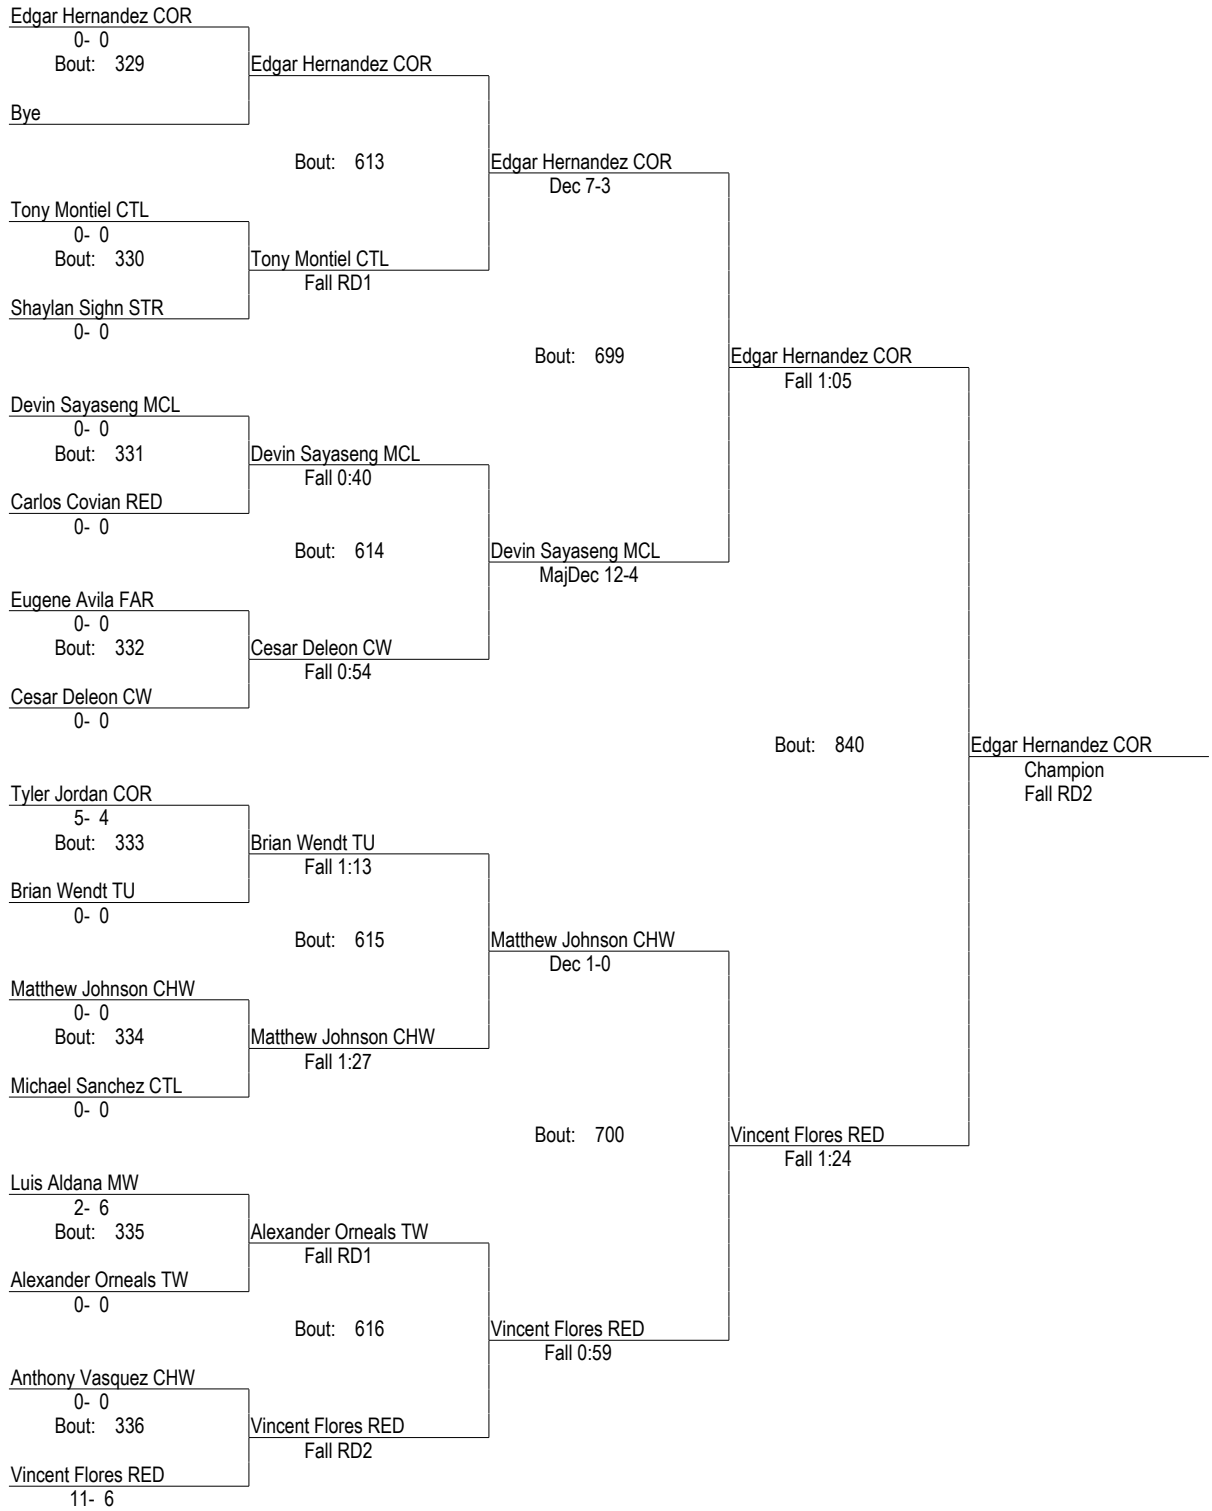 Edgar Hernandez COR
0- 0
Bout: 329
Edgar Hernandez COR
Bye
Bout: 613
Edgar Hernandez COR
Dec 7-3
Tony Montiel CTL
0- 0
Bout: 330
Tony Montiel CTL
Fall RD1
Shaylan Sighn STR
0- 0
Bout: 699
Edgar Hernandez COR
Fall 1:05
Devin Sayaseng MCL
0- 0
Bout: 331
Devin Sayaseng MCL
Fall 0:40
Carlos Covian RED
0- 0
Bout: 614
Devin Sayaseng MCL
MajDec 12-4
Eugene Avila FAR
0- 0
Bout: 332
Cesar Deleon CW
Fall 0:54
Cesar Deleon CW
0- 0
Bout: 840
Edgar Hernandez COR
Champion
Fall RD2
Tyler Jordan COR
5- 4
Bout: 333
Brian Wendt TU
Fall 1:13
Brian Wendt TU
0- 0
Bout: 615
Matthew Johnson CHW
Dec 1-0
Matthew Johnson CHW
0- 0
Bout: 334
Matthew Johnson CHW
Fall 1:27
Michael Sanchez CTL
0- 0
Bout: 700
Vincent Flores RED
Fall 1:24
Luis Aldana MW
2- 6
Bout: 335
Alexander Orneals TW
Fall RD1
Alexander Orneals TW
0- 0
Bout: 616
Vincent Flores RED
Fall 0:59
Anthony Vasquez CHW
0- 0
Bout: 336
Vincent Flores RED
Fall RD2
Vincent Flores RED
11- 6